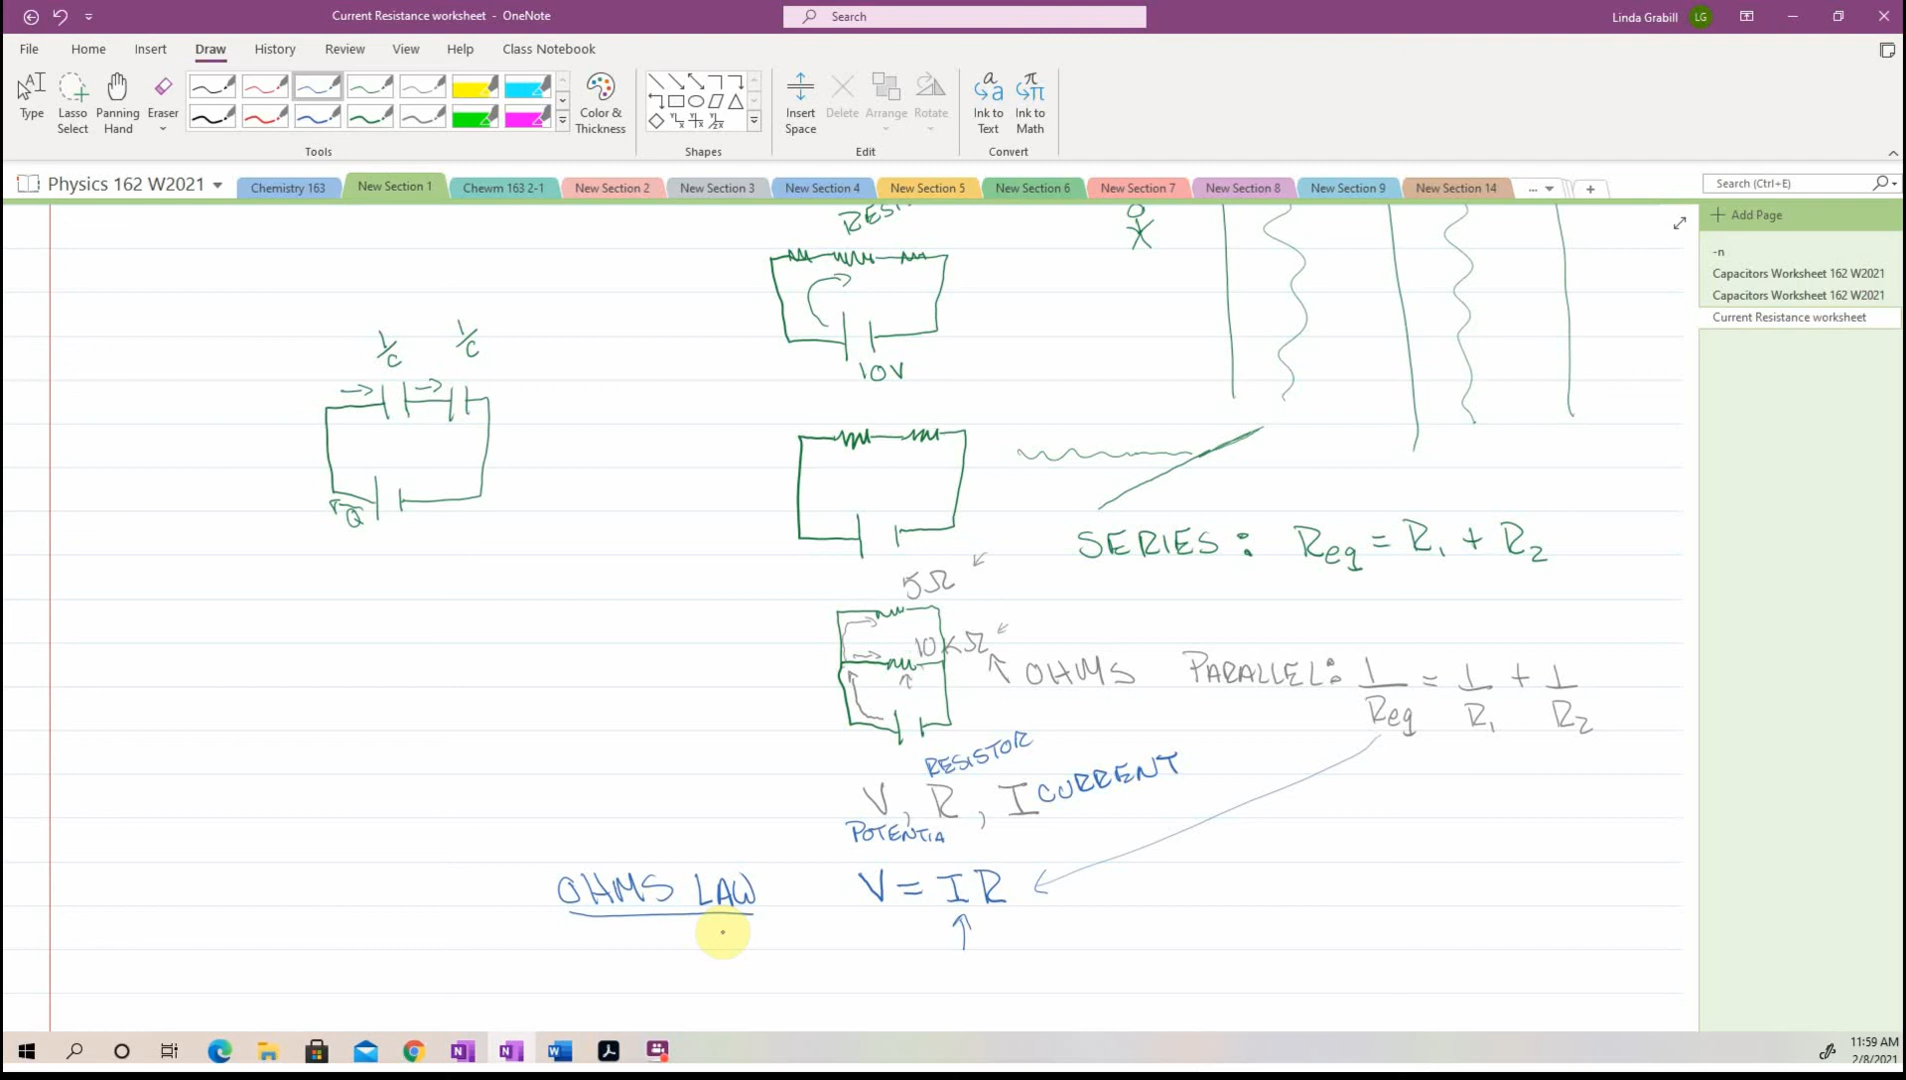 Current Resistance worksheet - OneNote
Search
Linda Grabill
LG
File Home Insert Draw History Review View Help Class Notebook
Type
Lasso Select
Panning Hand
Eraser
Color & Thickness
Insert Space
Delete
Arrange
Rotate
Ink to Text
Ink to Math
Tools Shapes Edit Convert
Physics 162 W2021
Chemistry 163 New Section 1 Chewm 163 2-1 New Section 2 New Section 3 New Section 4 New Section 5 New Section 6 New Section 7 New Section 8 New Section 9 New Section 14 ...
Search (Ctrl+E)
Add Page
-n
Capacitors Worksheet 162 W2021
Capacitors Worksheet 162 W2021
Current Resistance worksheet
10V
1/C 1/C
Q
SERIES: Req = R1 + R2
5Ω
10KΩ
OHMS PARALLEL: 1/Req = 1/R1 + 1/R2
RESISTOR
V, R, I CURRENT
POTENTIA
OHMS LAW V = IR
11:59 AM
2/8/2021